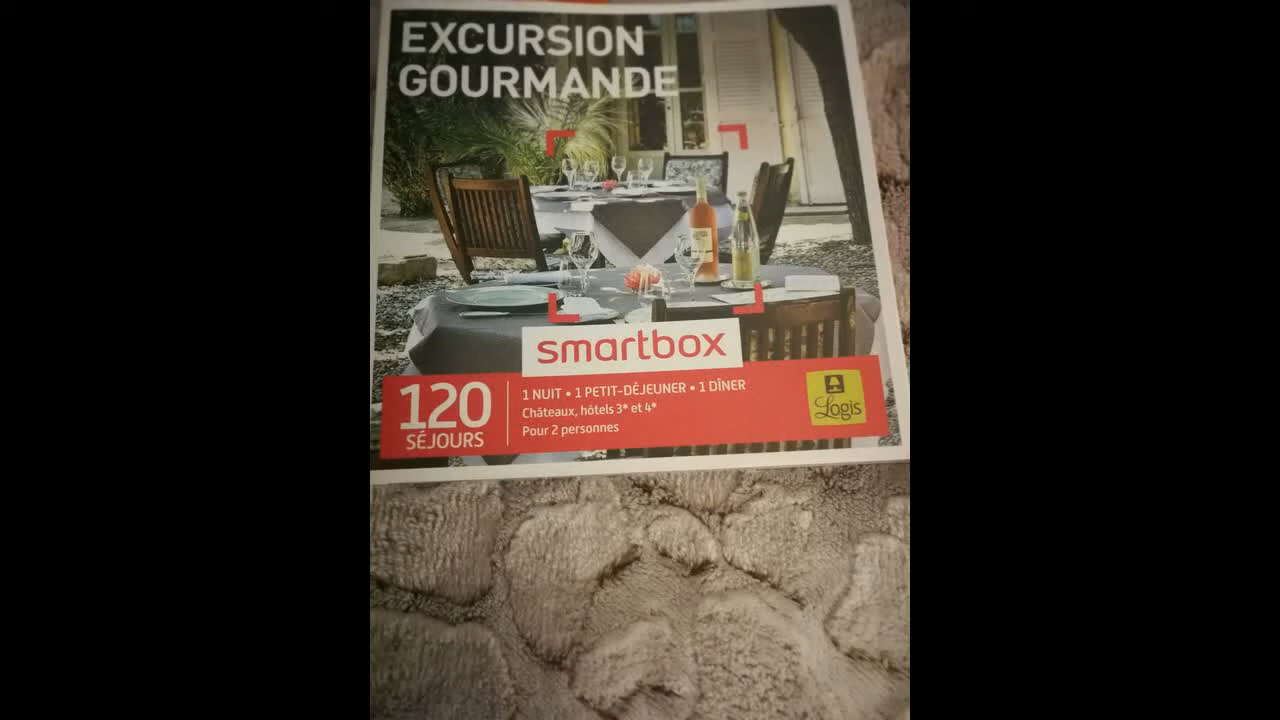 EXCURSION
GOURMANDE
smartbox
120
SÉJOURS
1 NUIT • 1 PETIT-DÉJEUNER • 1 DÎNER
Châteaux, hôtels 3* et 4*
Pour 2 personnes
Logis